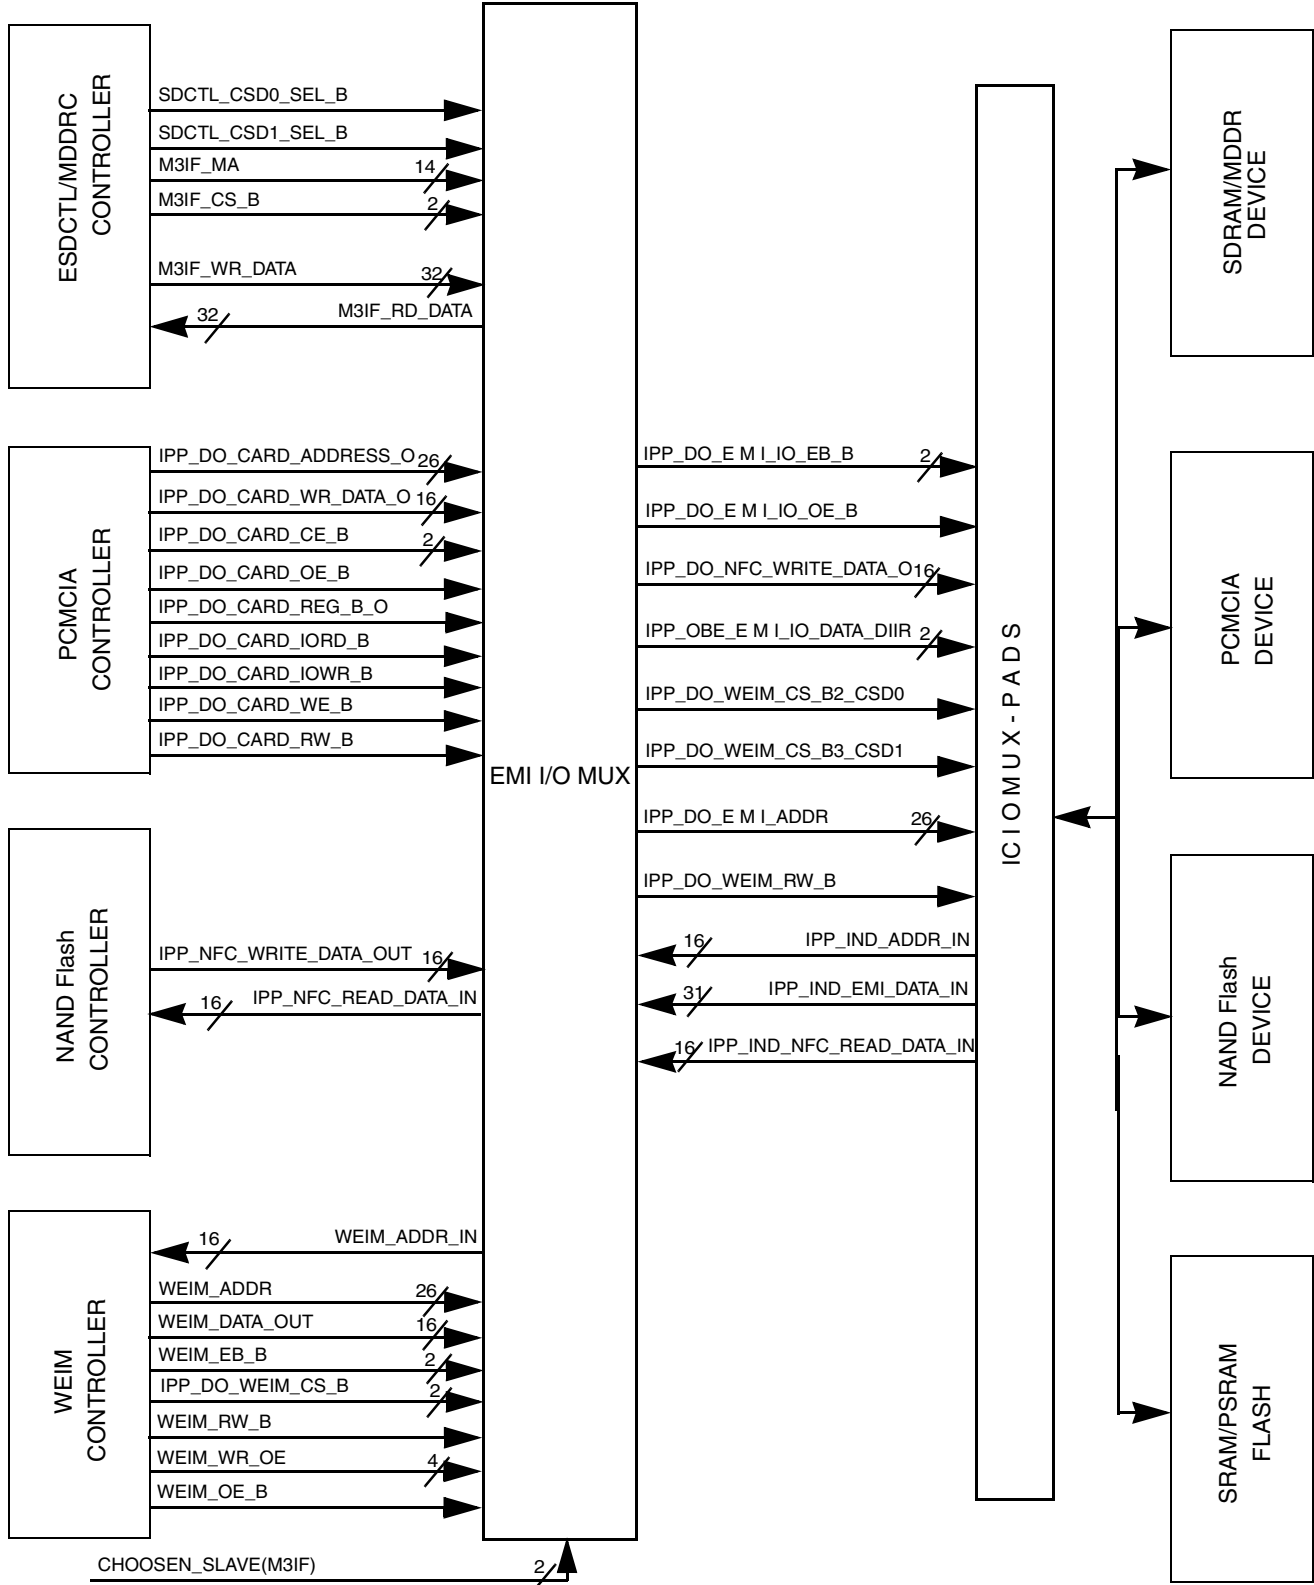 ESDCTL/MDDRC
CONTROLLER
SDCTL_CSD0_SEL_B
SDCTL_CSD1_SEL_B
M3IF_MA
14
M3IF_CS_B
2
M3IF_WR_DATA
32
32
M3IF_RD_DATA
PCMCIA
CONTROLLER
IPP_DO_CARD_ADDRESS_O
26
IPP_DO_CARD_WR_DATA_O
16
IPP_DO_CARD_CE_B
2
IPP_DO_CARD_OE_B
IPP_DO_CARD_REG_B_O
IPP_DO_CARD_IORD_B
IPP_DO_CARD_IOWR_B
IPP_DO_CARD_WE_B
IPP_DO_CARD_RW_B
NAND Flash
CONTROLLER
IPP_NFC_WRITE_DATA_OUT
16
16
IPP_NFC_READ_DATA_IN
WEIM
CONTROLLER
16
WEIM_ADDR_IN
WEIM_ADDR
26
WEIM_DATA_OUT
16
WEIM_EB_B
2
IPP_DO_WEIM_CS_B
2
WEIM_RW_B
WEIM_WR_OE
4
WEIM_OE_B
CHOOSEN_SLAVE(M3IF)
2
EMI I/O MUX
IPP_DO_E M I_IO_EB_B
2
IPP_DO_E M I_IO_OE_B
IPP_DO_NFC_WRITE_DATA_O
16
IPP_OBE_E M I_IO_DATA_DIIR
2
IPP_DO_WEIM_CS_B2_CSD0
IPP_DO_WEIM_CS_B3_CSD1
IPP_DO_E M I_ADDR
26
IPP_DO_WEIM_RW_B
16
IPP_IND_ADDR_IN
31
IPP_IND_EMI_DATA_IN
16
IPP_IND_NFC_READ_DATA_IN
ICIOMUX-PADS
SDRAM/MDDR
DEVICE
PCMCIA
DEVICE
NAND Flash
DEVICE
SRAM/PSRAM
FLASH